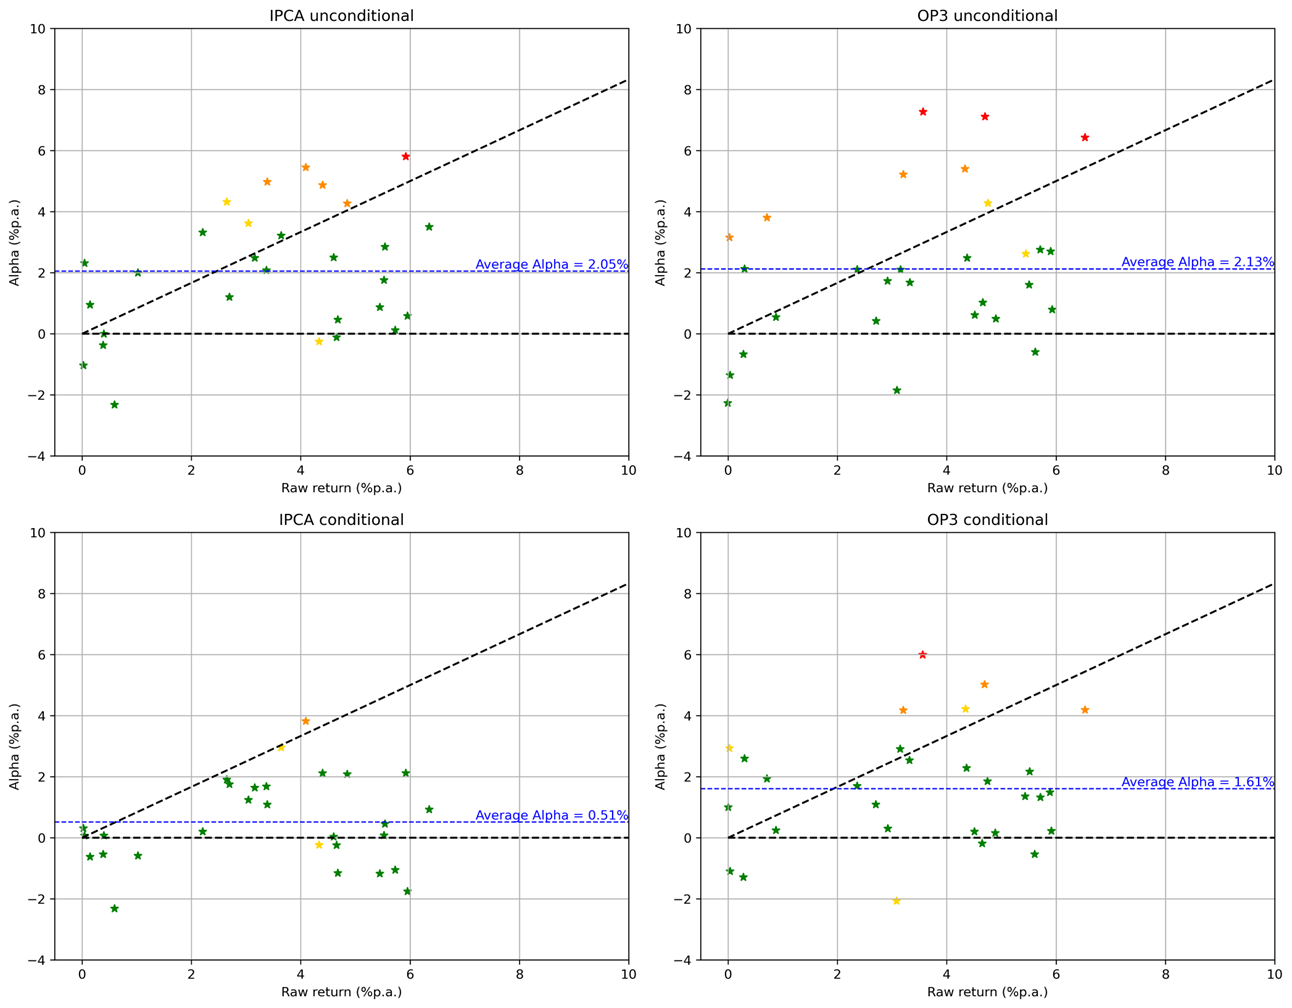 IPCA unconditional
10
8
6
4
2
0
−2
−4
Alpha (%p.a.)
Average Alpha = 2.05%
0 2 4 6 8 10
Raw return (%p.a.)
OP3 unconditional
10
8
6
4
2
0
−2
−4
Alpha (%p.a.)
Average Alpha = 2.13%
0 2 4 6 8 10
Raw return (%p.a.)
IPCA conditional
10
8
6
4
2
0
−2
−4
Alpha (%p.a.)
Average Alpha = 0.51%
0 2 4 6 8 10
Raw return (%p.a.)
OP3 conditional
10
8
6
4
2
0
−2
−4
Alpha (%p.a.)
Average Alpha = 1.61%
0 2 4 6 8 10
Raw return (%p.a.)